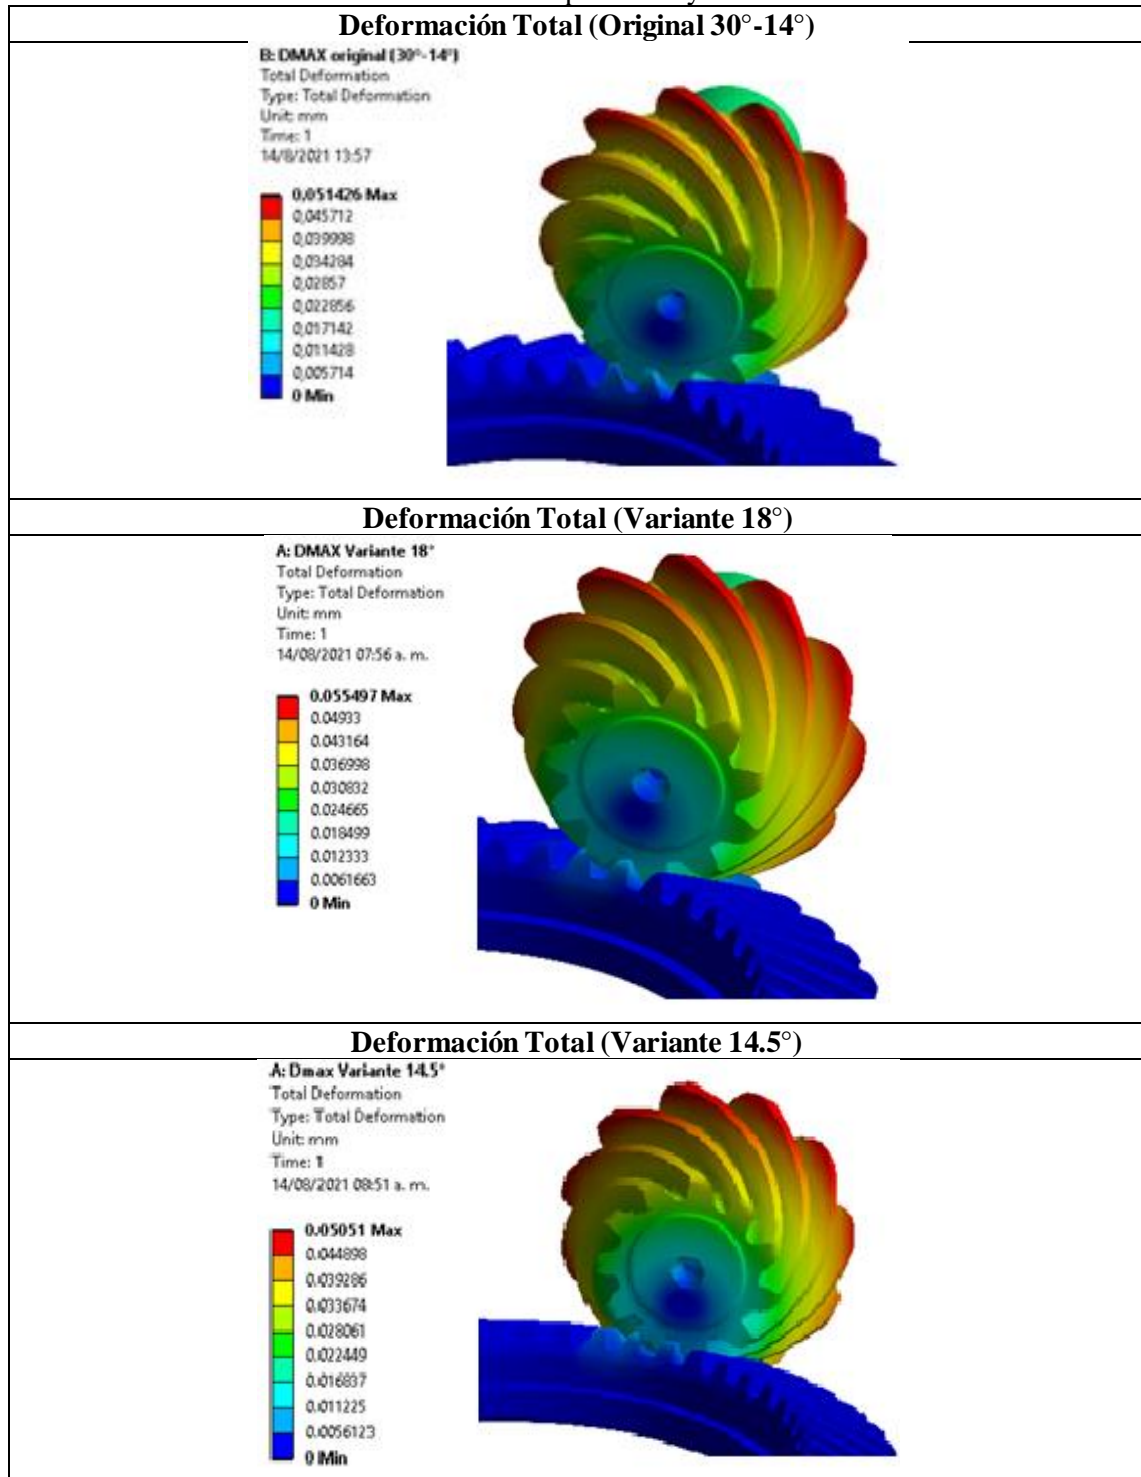 Deformación Total (Original 30°-14°)
B: DMAX original (30°-14°)
Total Deformation
Type: Total Deformation
Unit: mm
Time: 1
14/8/2021 13:57
0,051426 Max
0,045712
0,039998
0,034284
0,02857
0,022856
0,017142
0,011428
0,005714
0 Min
Deformación Total (Variante 18°)
A: DMAX Variante 18°
Total Deformation
Type: Total Deformation
Unit: mm
Time: 1
14/08/2021 07:56 a. m.
0.055497 Max
0.04933
0.043164
0.036998
0.030832
0.024665
0.018499
0.012333
0.0061663
0 Min
Deformación Total (Variante 14.5°)
A: Dmax Variante 14.5°
Total Deformation
Type: Total Deformation
Unit: mm
Time: 1
14/08/2021 08:51 a. m.
0.05051 Max
0.044898
0.039286
0.033674
0.028061
0.022449
0.016837
0.011225
0.0056123
0 Min